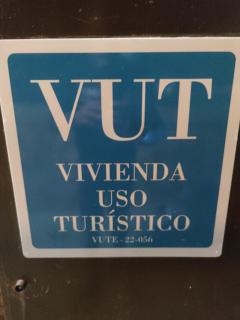 VUT
VIVIENDA
USO
TURÍSTICO
VUTE - 22-056